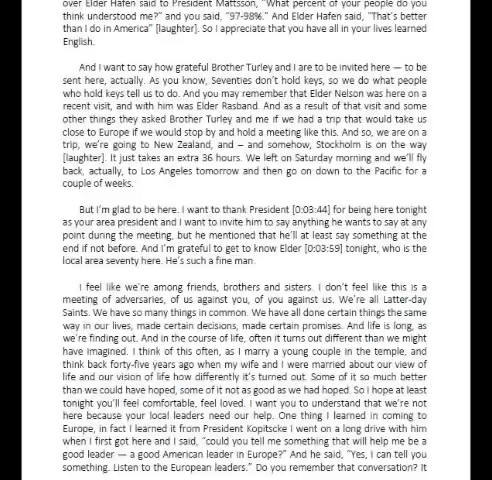 over Elder Hafen said to President Mattsson, "What percent of your people do you
think understood me?" and you said, "97-98%." And Elder Hafen said, "That's better
than I do in America" [laughter]. So I appreciate that you have all in your lives learned
English.
And I want to say how grateful Brother Turley and I are to be invited here — to be
sent here, actually. As you know, Seventies don't hold keys, so we do what people
who hold keys tell us to do. And you may remember that Elder Nelson was here on a
recent visit, and with him was Elder Rasband. And as a result of that visit and some
other things they asked Brother Turley and me if we had a trip that would take us
close to Europe if we would stop by and hold a meeting like this. And so, we are on a
trip, we're going to New Zealand, and – and somehow, Stockholm is on the way
[laughter]. It just takes an extra 36 hours. We left on Saturday morning and we'll fly
back, actually, to Los Angeles tomorrow and then go on down to the Pacific for a
couple of weeks.
But I'm glad to be here. I want to thank President [0:03:44] for being here tonight
as your area president and I want to invite him to say anything he wants to say at any
point during the meeting, but he mentioned that he'll at least say something at the
end if not before. And I'm grateful to get to know Elder [0:03:59] tonight, who is the
local area seventy here. He's such a fine man.
I feel like we're among friends, brothers and sisters. I don't feel like this is a
meeting of adversaries, of us against you, of you against us. We're all Latter-day
Saints. We have so many things in common. We have all done certain things the same
way in our lives, made certain decisions, made certain promises. And life is long, as
we're finding out. And in the course of life, often it turns out different than we might
have imagined. I think of this often, as I marry a young couple in the temple, and
think back forty-five years ago when my wife and I were married about our view of
life and our vision of life how differently it's turned out. Some of it so much better
than we could have hoped, some of it not as good as we had hoped. So I hope at least
tonight you'll feel comfortable, feel loved. I want you to understand that we're not
here because your local leaders need our help. One thing I learned in coming to
Europe, in fact I learned it from President Kopitscke I went on a long drive with him
when I first got here and I said, "could you tell me something that will help me be a
good leader — a good American leader in Europe?" And he said, "Yes, I can tell you
something. Listen to the European leaders." Do you remember that conversation? It